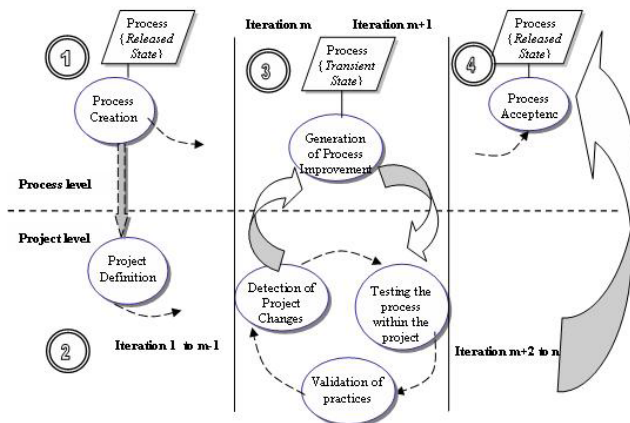 1
Process
{Released
State}
Process
Creation
Process level
Project level
Project
Definition
2
Iteration 1 to m-1
Iteration m
Iteration m+1
3
Process
{Transient
State}
Generation
of Process
Improvement
Detection of
Project
Changes
Testing the
process within
the project
Validation of
practices
4
Process
{Released
State}
Process
Acceptenc
Iteration m+2 to n